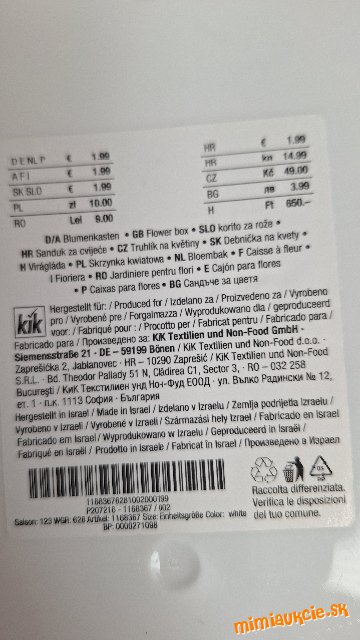 D E NL P € 1.99
A F I € 1.99
SK SLO € 1.99
PL zł 10.00
RO Lei 9.00
HR € 1.99
HR kn 14.99
CZ Kč 49.00
BG лв 3.99
H Ft 650.–
D/A Blumenkasten • GB Flower box • SLO korito za rože •
HR Sanduk za cvijeće • CZ Truhlík na květiny • SK Debnička na kvety
• H Virágláda • PL Skrzynka kwiatowa • NL Bloembak • F Caisse à fleur •
I Fioriera • RO Jardiniere pentru flori • E Cajón para flores
• P Caixas para flores • BG Сандъче за цветя
kik
Hergestellt für: / Produced for / Izdelano za / Proizvedeno za / Vyrobeno
pro / Vyrobené pre / Forgalmazza / Wyprodukowano dla / geproduceerd
voor: / Fabriqué pour : / Procotto per / Fabricat pentru / Fabricado para /
Fabricado para / Произведено за: KK Textilien und Non-Food GmbH -
Siemensstraße 21 - DE – 59199 Bönen / KiK Textilien und Non-Food d.o.o. -
Zaprešička 2, Jablanovec - HR – 10290 Zaprešić / KiK Textilien si Non-Food
S.R.L. - Bd. Theodor Pallady 51 N, Clădirea C1, Sector 3, - RO – 032 258
București / КиК Текстилиен унд Нон-Фуд ЕООД - ул. Вълко Радински № 12,
ет. 1 - п.к. 1113 София - България
Hergestellt in Israel / Made in Israel / Izdelano v Izraelu / Zemlja podrijetla Izraelu /
Vyrobeno v Izraeli / Vyrobené v Izraeli / Származási hely Izrael / Fabricado en Israel
Fabricado em Israel / Wyprodukowano w Izraelu / Geproduceerd in Israel /
Fabriqué en Israel / Prodotto in Israele / Fabricat în Israel / Произведено в Израел
11683676281002000199
P207216 - 1168367 / 002
Saison: 123 WGR: 628 Artikel: 1168367 Size: Einheitsgröße Color: white
BP: 0000271098
05
PP
Raccolta differenziata.
Verifica le disposizioni
del tuo comune.
mimiaukcie.sk